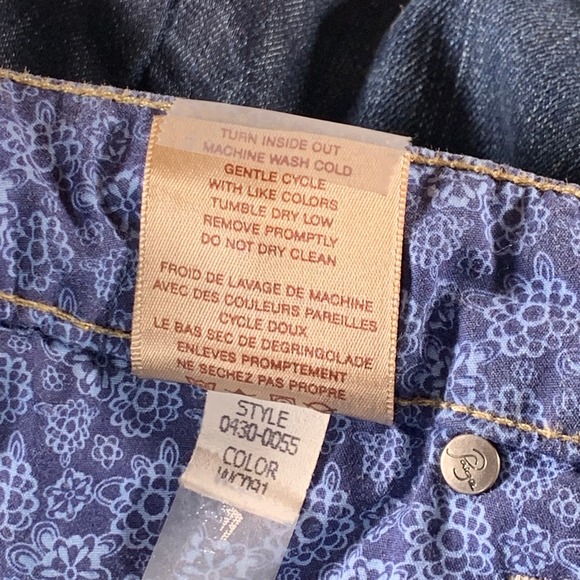 TURN INSIDE OUT
MACHINE WASH COLD
GENTLE CYCLE
WITH LIKE COLORS
TUMBLE DRY LOW
REMOVE PROMPTLY
DO NOT DRY CLEAN
FROID DE LAVAGE DE MACHINE
AVEC DES COULEURS PAREILLES
CYCLE DOUX
LE BAS SEC DE DEGRINGOLADE
ENLEVES PROMPTEMENT
NE SECHEZ PAS PROPRE
STYLE
0430-0055
COLOR